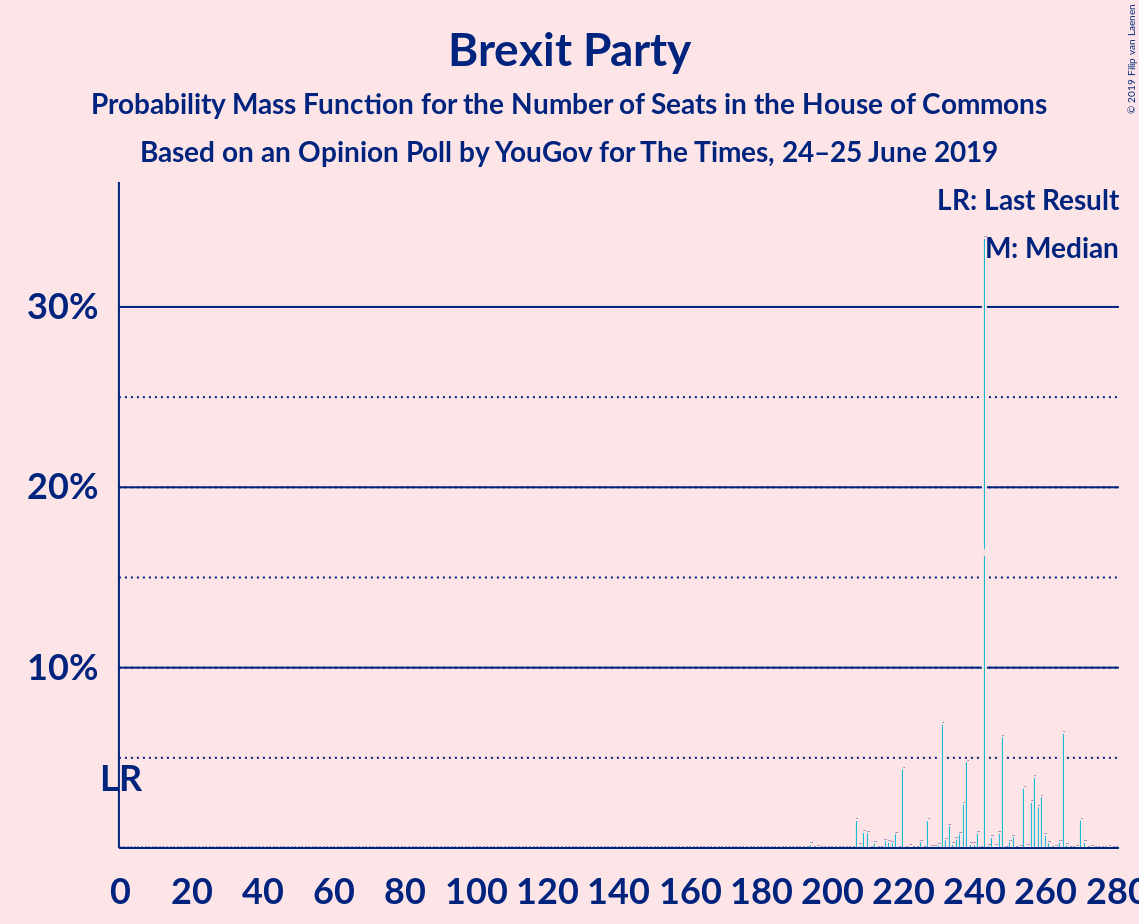 © 2019 Filip van Laenen
Brexit Party
Probability Mass Function for the Number of Seats in the House of Commons
Based on an Opinion Poll by YouGov for The Times, 24–25 June 2019
LR: Last Result
M: Median
30%
20%
10%
LR
0 20 40 60 80 100 120 140 160 180 200 220 240 260 280